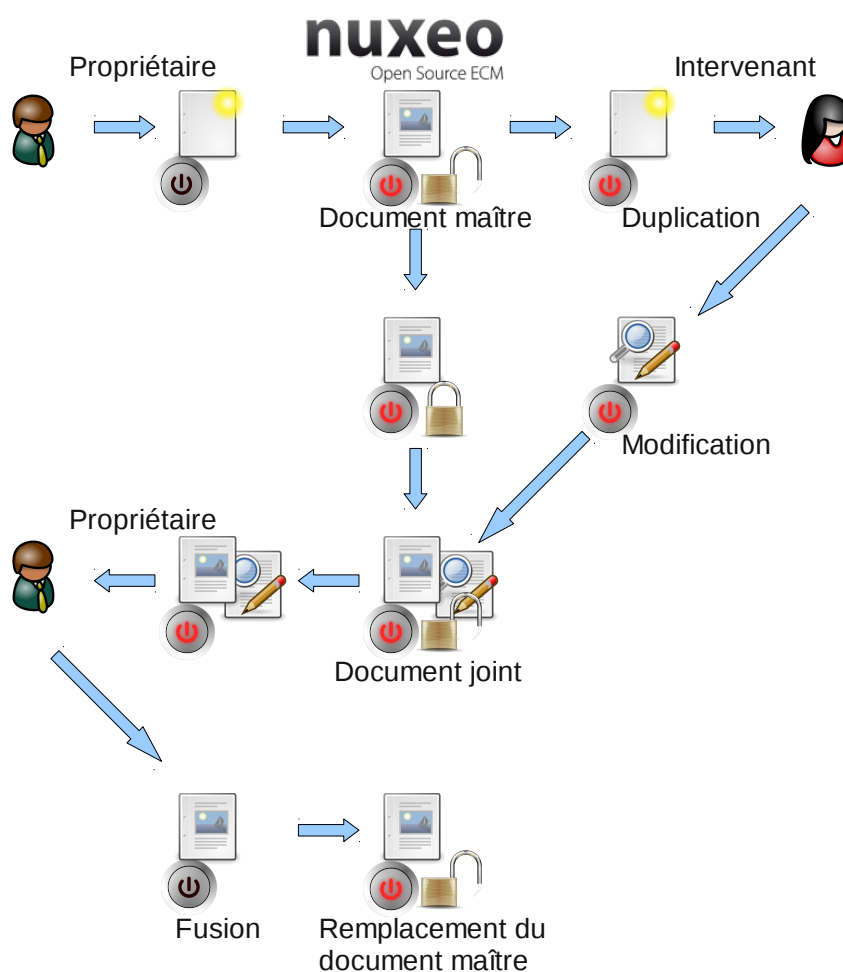 nuxeo
Open Source ECM
Propriétaire
Intervenant
Document maître
Duplication
Modification
Propriétaire
Document joint
Fusion
Remplacement du
document maître